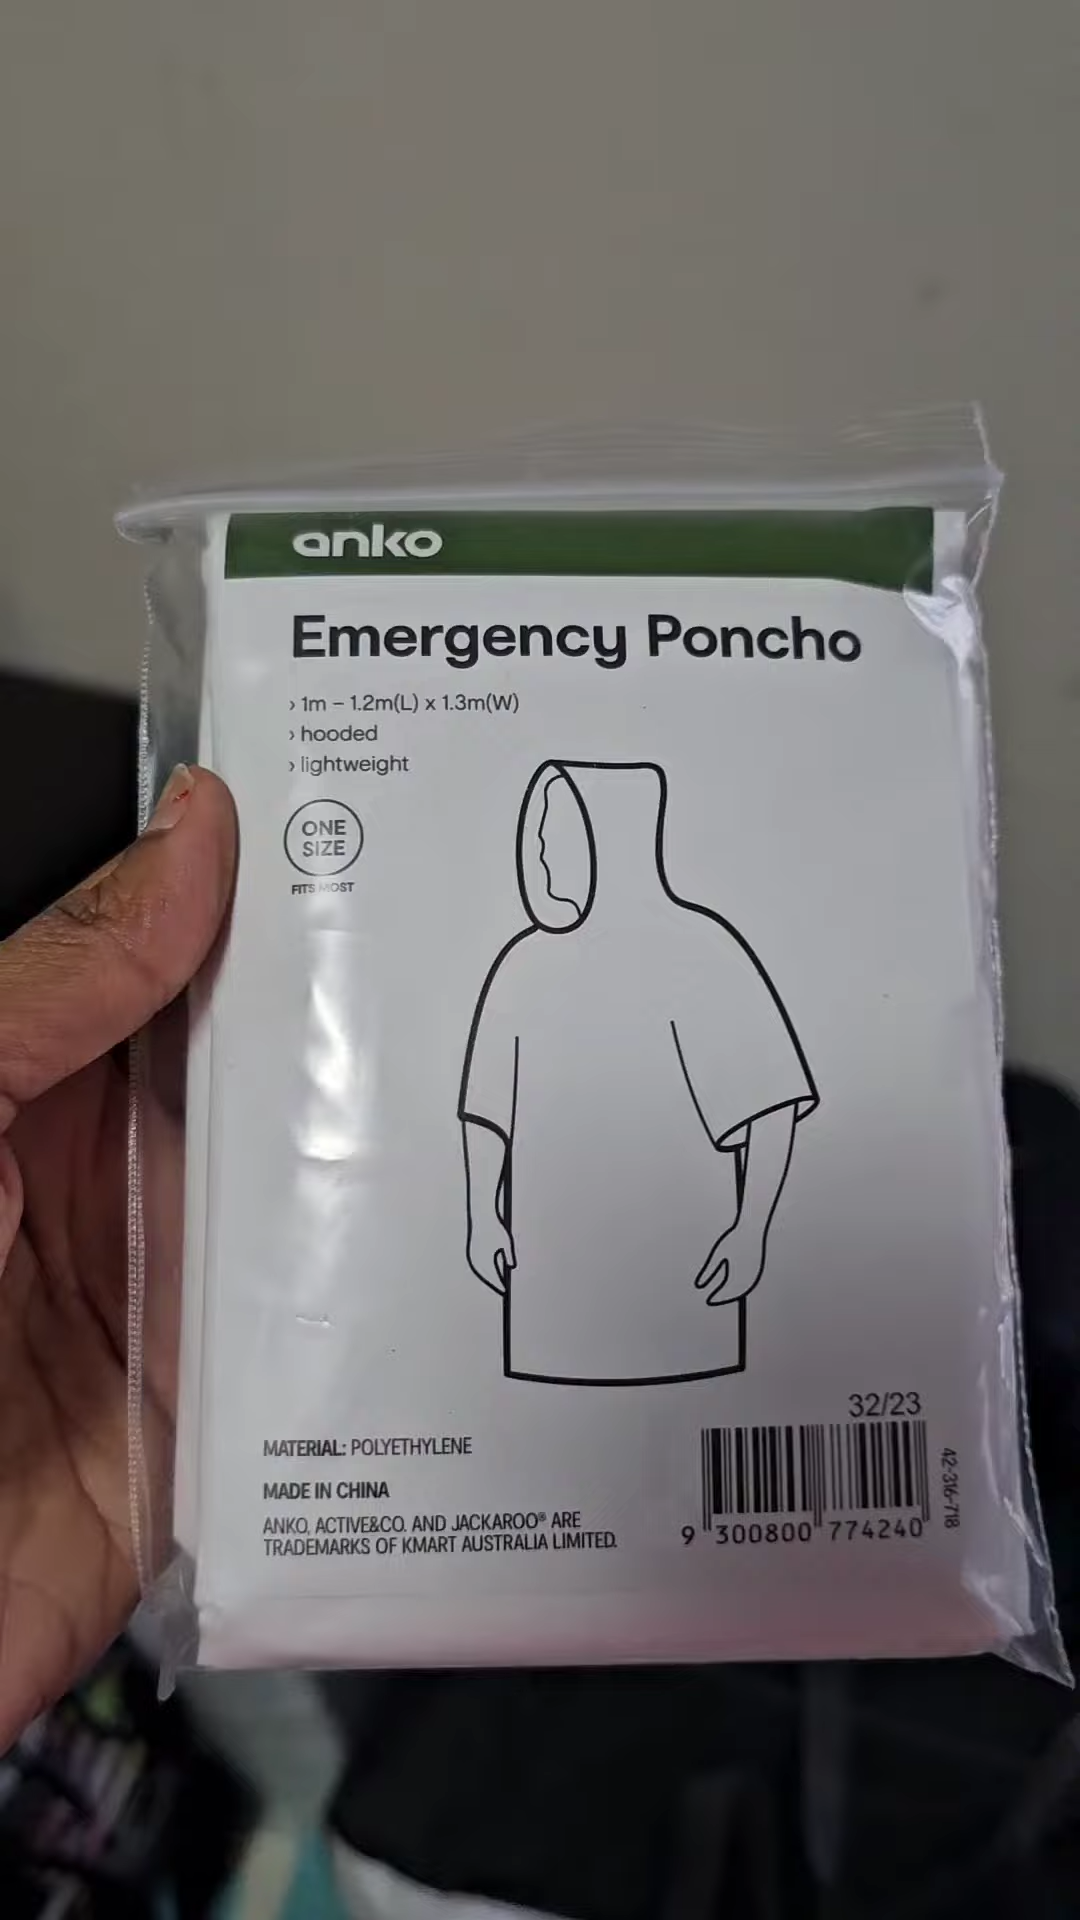 anko
Emergency Poncho
› 1m – 1.2m(L) x 1.3m(W)
› hooded
› lightweight
ONE
SIZE
FITS MOST
32/23
MATERIAL: POLYETHYLENE
MADE IN CHINA
ANKO, ACTIVE&CO. AND JACKAROO® ARE
TRADEMARKS OF KMART AUSTRALIA LIMITED.
9 300800 774240
42-316-718